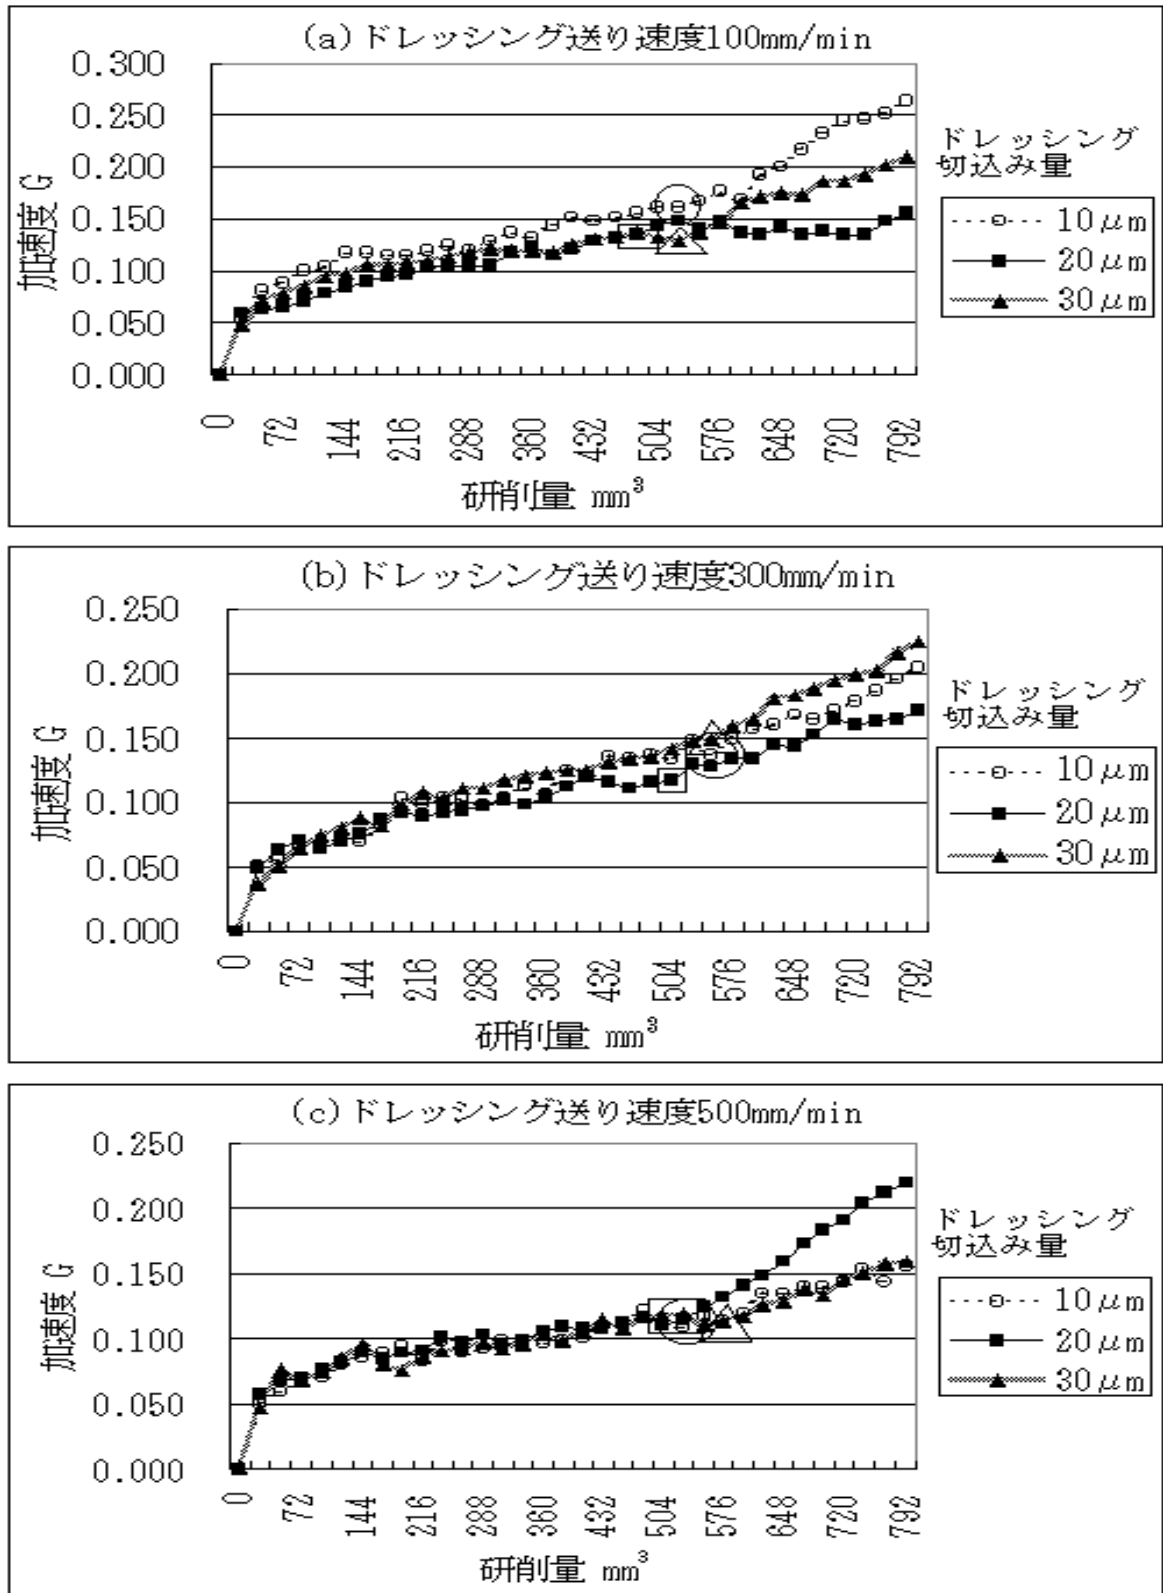 (a)ドレッシング送り速度100mm/min
0.300
0.250
0.200
0.150
0.100
0.050
0.000
加速度 G
0 72 144 216 288 360 432 504 576 648 720 792
研削量 mm³
ドレッシング
切込み量
10μm
20μm
30μm
(b)ドレッシング送り速度300mm/min
0.250
0.200
0.150
0.100
0.050
0.000
加速度 G
0 72 144 216 288 360 432 504 576 648 720 792
研削量 mm³
ドレッシング
切込み量
10μm
20μm
30μm
(c)ドレッシング送り速度500mm/min
0.250
0.200
0.150
0.100
0.050
0.000
加速度 G
0 72 144 216 288 360 432 504 576 648 720 792
研削量 mm³
ドレッシング
切込み量
10μm
20μm
30μm